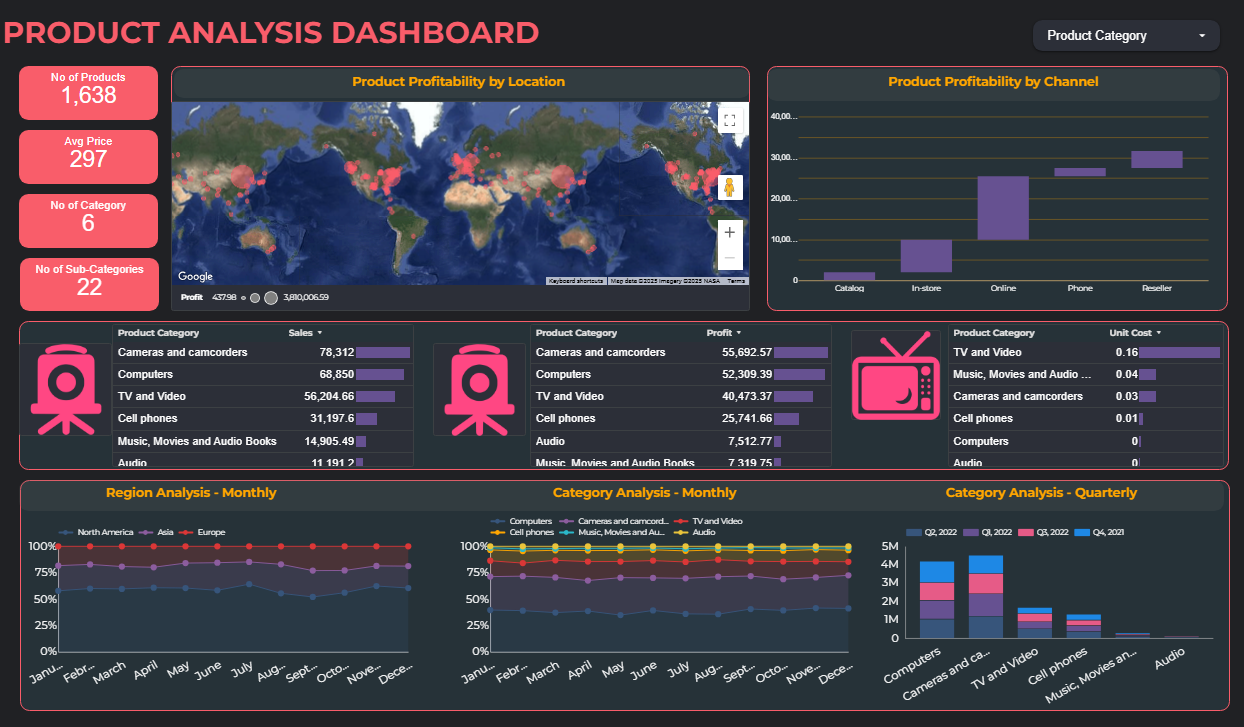 PRODUCT ANALYSIS DASHBOARD
Product Category
No of Products
1,638
Avg Price
297
No of Category
6
No of Sub-Categories
22
Product Profitability by Location
Google
Keyboard shortcuts Map data ©2025 Imagery ©2025 NASA Terms
Profit 437.98 3,810,006.59
Product Profitability by Channel
40,00...
30,00...
20,00...
10,00...
0
Catalog In-store Online Phone Reseller
Product Category Sales
Cameras and camcorders 78,312
Computers 68,850
TV and Video 56,204.66
Cell phones 31,197.6
Music, Movies and Audio Books 14,905.49
Audio 11,191.2
Product Category Profit
Cameras and camcorders 55,692.57
Computers 52,309.39
TV and Video 40,473.37
Cell phones 25,741.66
Audio 7,512.77
Music, Movies and Audio Books 7,319.75
Product Category Unit Cost
TV and Video 0.16
Music, Movies and Audio ... 0.04
Cameras and camcorders 0.03
Cell phones 0.01
Computers 0
Audio 0
Region Analysis - Monthly
North America Asia Europe
100%
75%
50%
25%
0%
Janu... Febr... March April May June July Aug... Sept... Octo... Nove... Dece...
Category Analysis - Monthly
Computers Cameras and camcord... TV and Video
Cell phones Music, Movies and Au... Audio
100%
75%
50%
25%
0%
Janu... Febr... March April May June July Aug... Sept... Octo... Nove... Dece...
Category Analysis - Quarterly
Q2, 2022 Q1, 2022 Q3, 2022 Q4, 2021
5M
4M
3M
2M
1M
0
Computers Cameras and ca... TV and Video Cell phones Music, Movies an... Audio